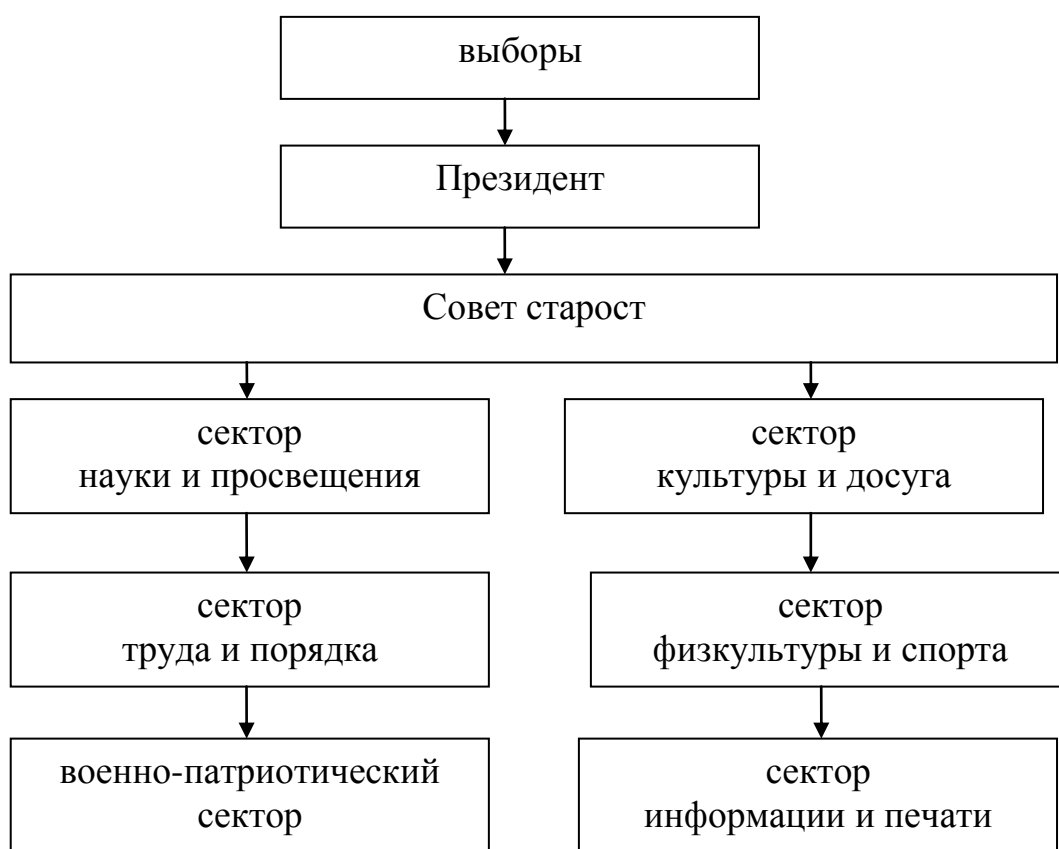 выборы
Президент
Совет старост
сектор
науки и просвещения
сектор
культуры и досуга
сектор
труда и порядка
сектор
физкультуры и спорта
военно-патриотический
сектор
сектор
информации и печати